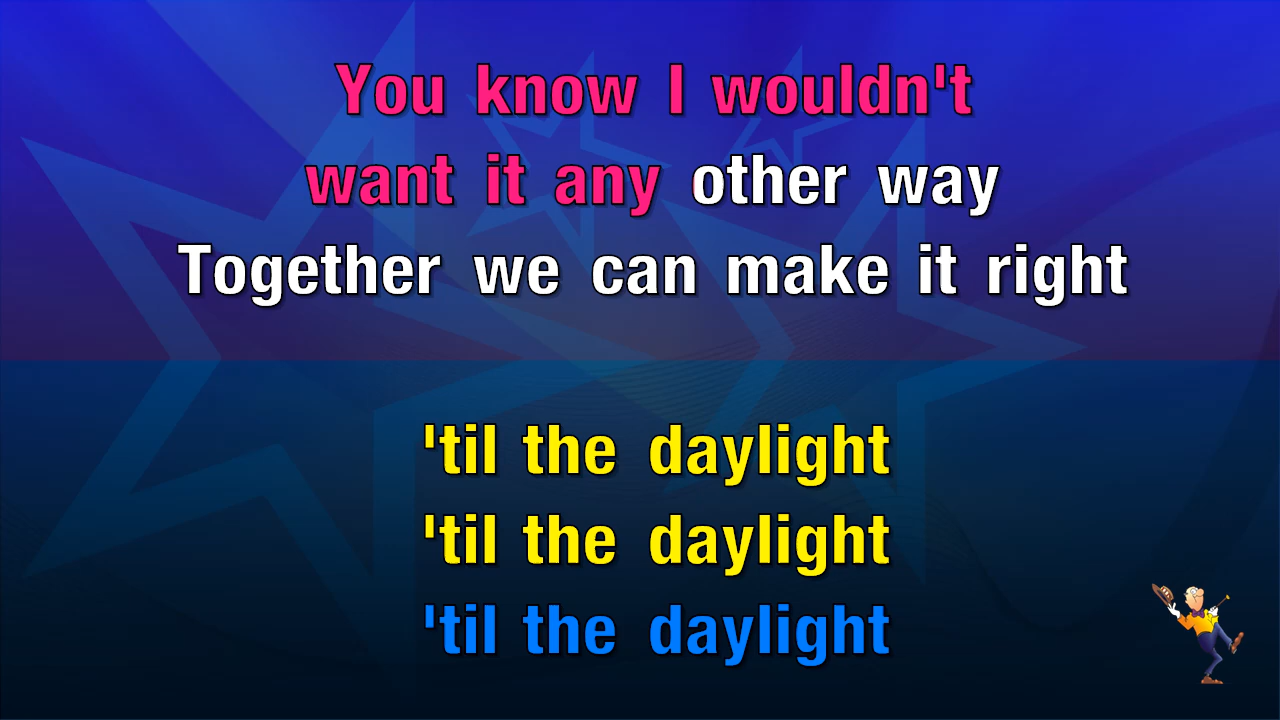 You know I wouldn't
want it any other way
Together we can make it right
'til the daylight
'til the daylight
'til the daylight